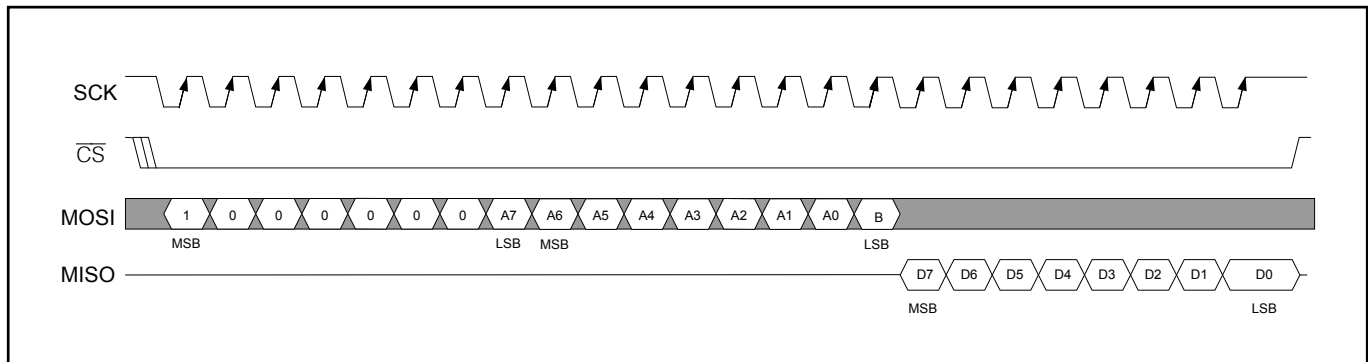 SCK
CS
MOSI 1 0 0 0 0 0 0 A7 A6 A5 A4 A3 A2 A1 A0 B
MSB LSB MSB LSB
MISO D7 D6 D5 D4 D3 D2 D1 D0
MSB LSB